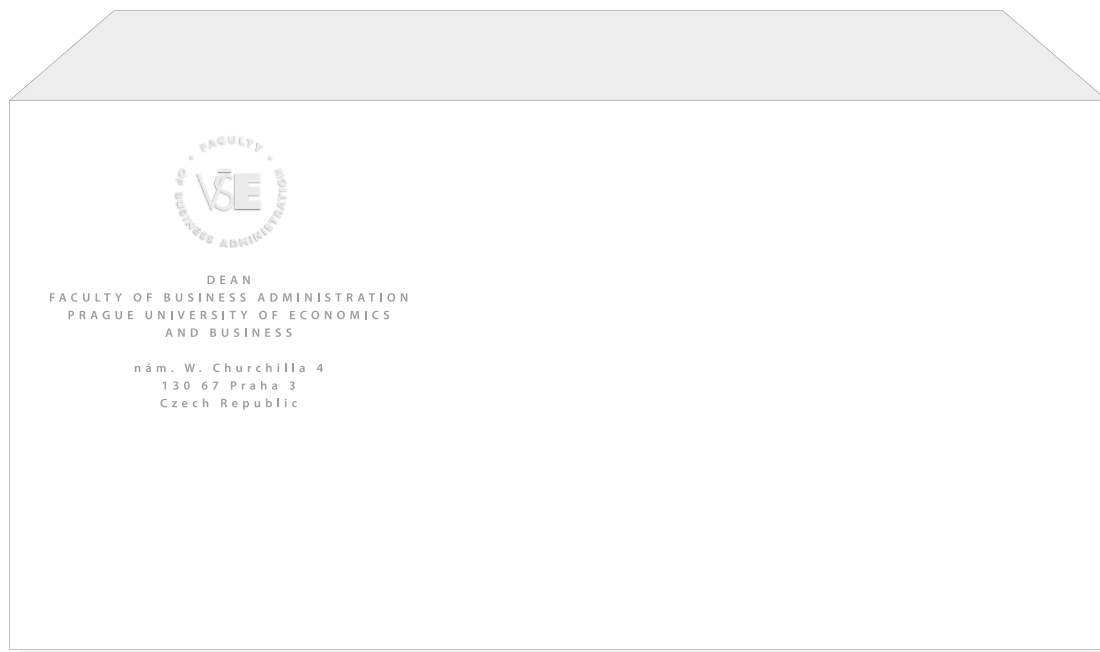 • FACULTY •
OF BUSINESS ADMINISTRATION
VŠE
DEAN
FACULTY OF BUSINESS ADMINISTRATION
PRAGUE UNIVERSITY OF ECONOMICS
AND BUSINESS
nám. W. Churchilla 4
130 67 Praha 3
Czech Republic